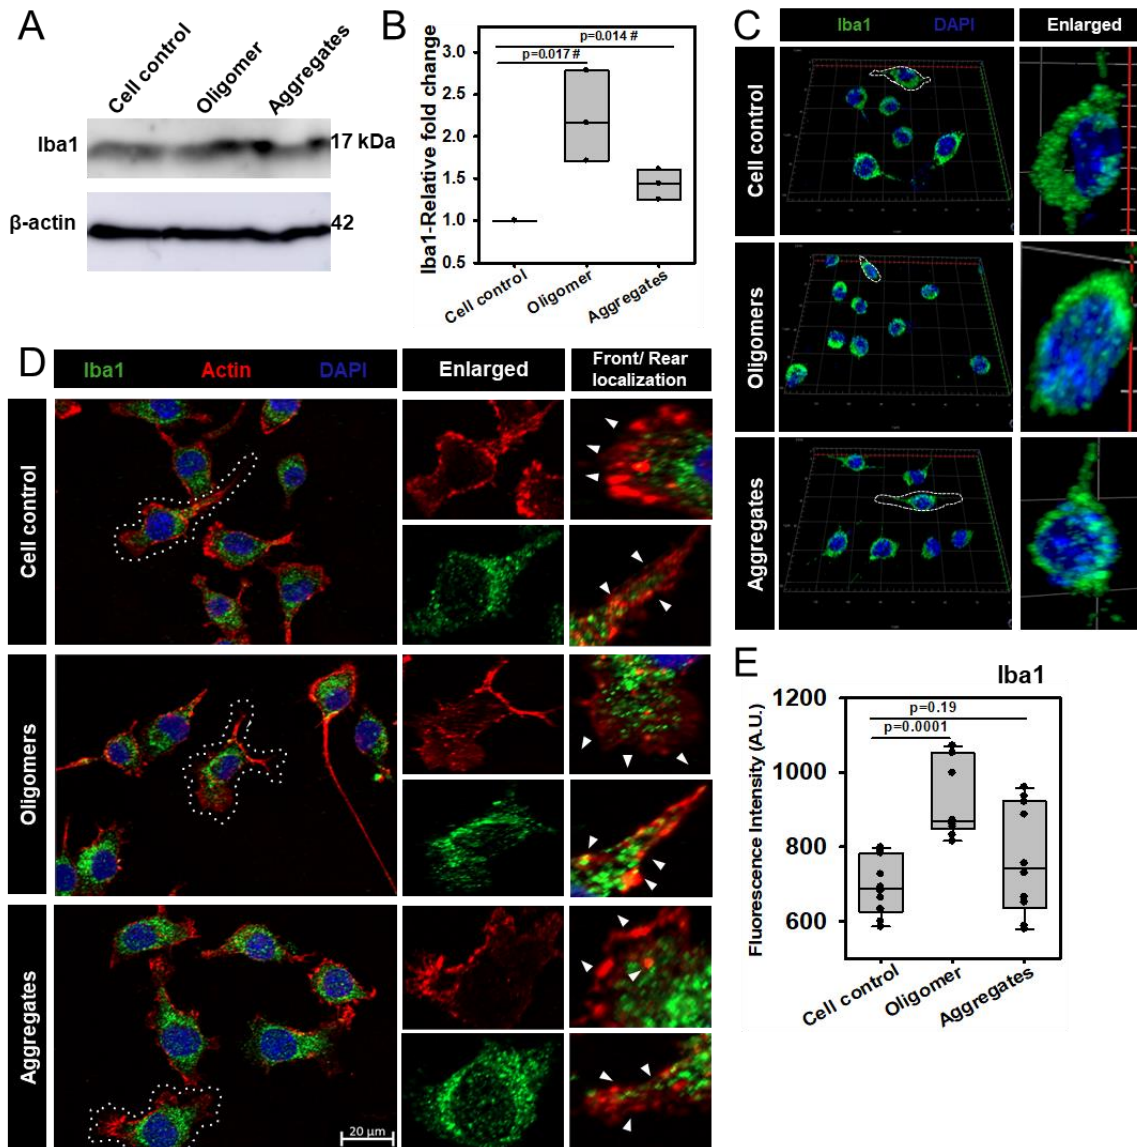 A
Cell control
Oligomer
Aggregates
Iba1
17 kDa
β-actin
42
B
Iba1-Relative fold change
3.0
2.5
2.0
1.5
1.0
0.5
p=0.014 #
p=0.017 #
Cell control
Oligomer
Aggregates
C
Iba1
DAPI
Enlarged
Cell control
Oligomers
Aggregates
D
Iba1
Actin
DAPI
Enlarged
Front/ Rear
localization
Cell control
Oligomers
Aggregates
20 µm
E
Iba1
Fluorescence Intensity (A.U.)
1200
1000
800
600
p=0.19
p=0.0001
Cell control
Oligomer
Aggregates